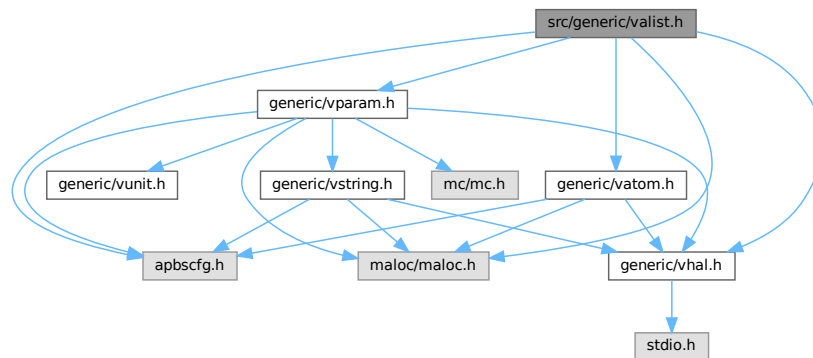 src/generic/valist.h
generic/vparam.h
generic/vunit.h
generic/vstring.h
mc/mc.h
generic/vatom.h
apbscfg.h
maloc/maloc.h
generic/vhal.h
stdio.h